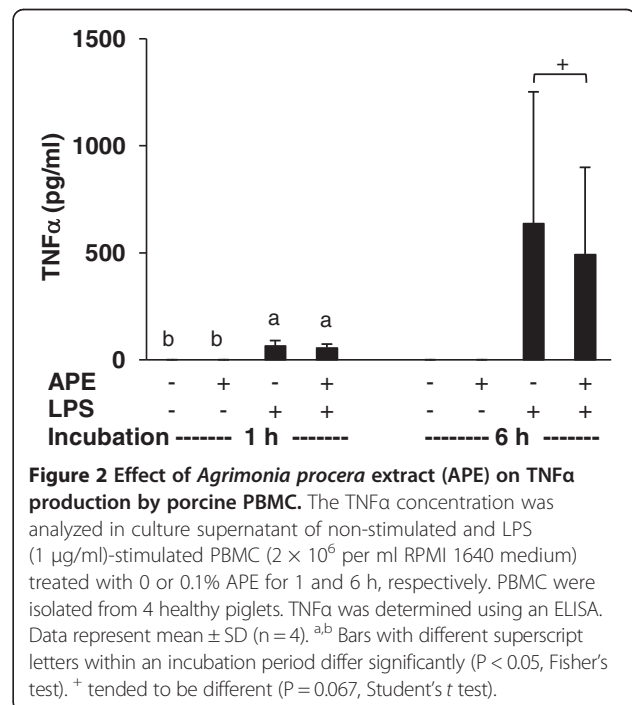 1500
+
1000
TNFα (pg/ml)
500
b b a a
0
APE - + - + - + - +
LPS - - + + - - + +
Incubation ------- 1 h ------- -------- 6 h -------
Figure 2 Effect of Agrimonia procera extract (APE) on TNFα
production by porcine PBMC. The TNFα concentration was
analyzed in culture supernatant of non-stimulated and LPS
(1 μg/ml)-stimulated PBMC (2 × 10⁶ per ml RPMI 1640 medium)
treated with 0 or 0.1% APE for 1 and 6 h, respectively. PBMC were
isolated from 4 healthy piglets. TNFα was determined using an ELISA.
Data represent mean ± SD (n = 4). ᵃ,ᵇ Bars with different superscript
letters within an incubation period differ significantly (P < 0.05, Fisher's
test). ⁺ tended to be different (P = 0.067, Student's t test).